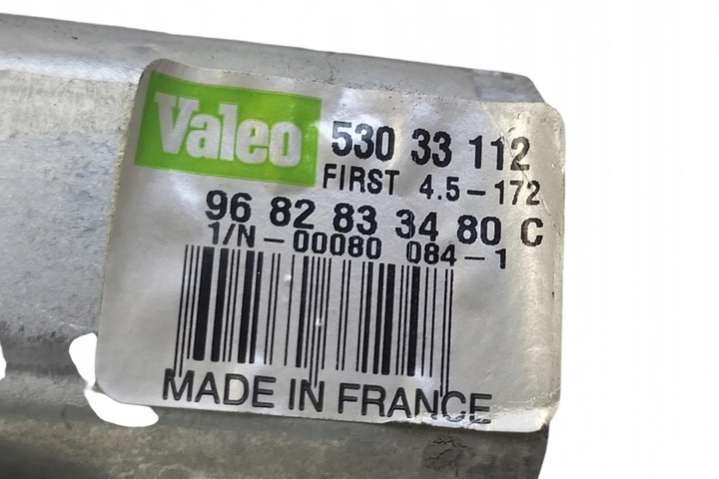 Valeo 530 33 112
FIRST 4.5-172
96 82 83 34 80 C
1/N-00080 084-1
MADE IN FRANCE